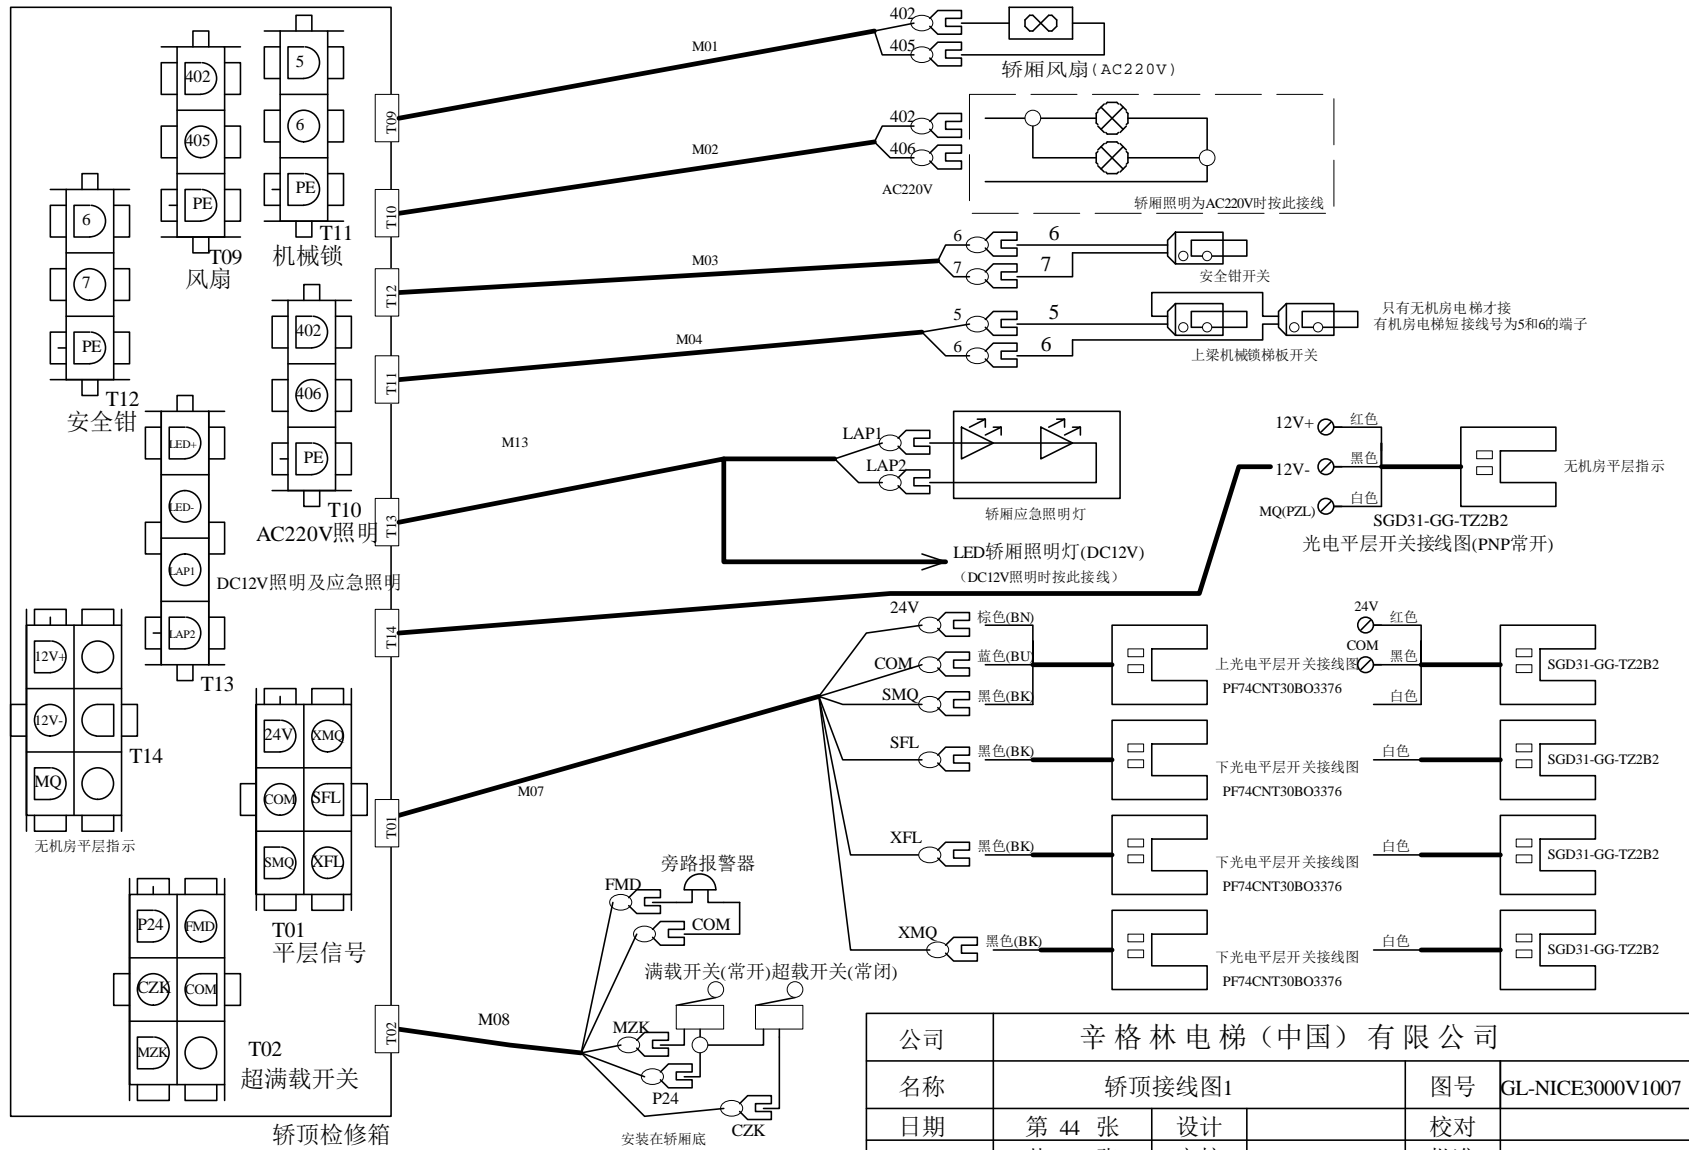 402
405
PE
T09
风扇
5
6
PE
T11
机械锁
6
7
PE
T12
安全钳
402
406
PE
T10
AC220V照明
LED+
LED-
LAP1
LAP2
T13
DC12V照明及应急照明
12V+
12V-
MQ
T14
无机房平层指示
24V
XMQ
COM
SFL
SMQ
XFL
T01
平层信号
P24
FMD
CZK
COM
MZK
T02
超满载开关
轿顶检修箱
T09
T10
T12
T11
T13
T14
T01
T02
M01
402
405
轿厢风扇(AC220V)
M02
402
406
AC220V
轿厢照明为AC220V时按此接线
M03
6
7
6
7
安全钳开关
M04
5
6
5
6
上梁机械锁梯板开关
只有无机房电梯才接
有机房电梯短接线号为5和6的端子
M13
LAP1
LAP2
轿厢应急照明灯
LED轿厢照明灯(DC12V)
(DC12V照明时按此接线)
12V+
红色
12V-
黑色
MQ(PZL)
白色
无机房平层指示
SGD31-GG-TZ2B2
光电平层开关接线图(PNP常开)
M07
24V
棕色(BN)
COM
蓝色(BU)
SMQ
黑色(BK)
上光电平层开关接线图
PF74CNT30BO3376
24V
红色
COM
黑色
白色
SGD31-GG-TZ2B2
SFL
黑色(BK)
下光电平层开关接线图
PF74CNT30BO3376
白色
SGD31-GG-TZ2B2
XFL
黑色(BK)
下光电平层开关接线图
PF74CNT30BO3376
白色
SGD31-GG-TZ2B2
XMQ
黑色(BK)
下光电平层开关接线图
PF74CNT30BO3376
白色
SGD31-GG-TZ2B2
M08
旁路报警器
FMD
COM
满载开关(常开)超载开关(常闭)
MZK
P24
CZK
安装在轿厢底
公司 辛格林电梯（中国）有限公司
名称 轿顶接线图1 图号 GL-NICE3000V1007
日期 第 44 张 设计 校对